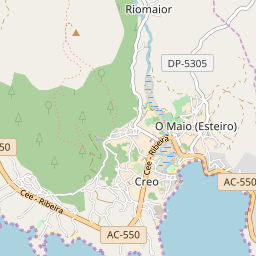 Riomaior
DP-5305
O Maio (Esteiro)
Cee - Ribeira
550
Creo
AC-550
Cee - Ribeira
AC-550